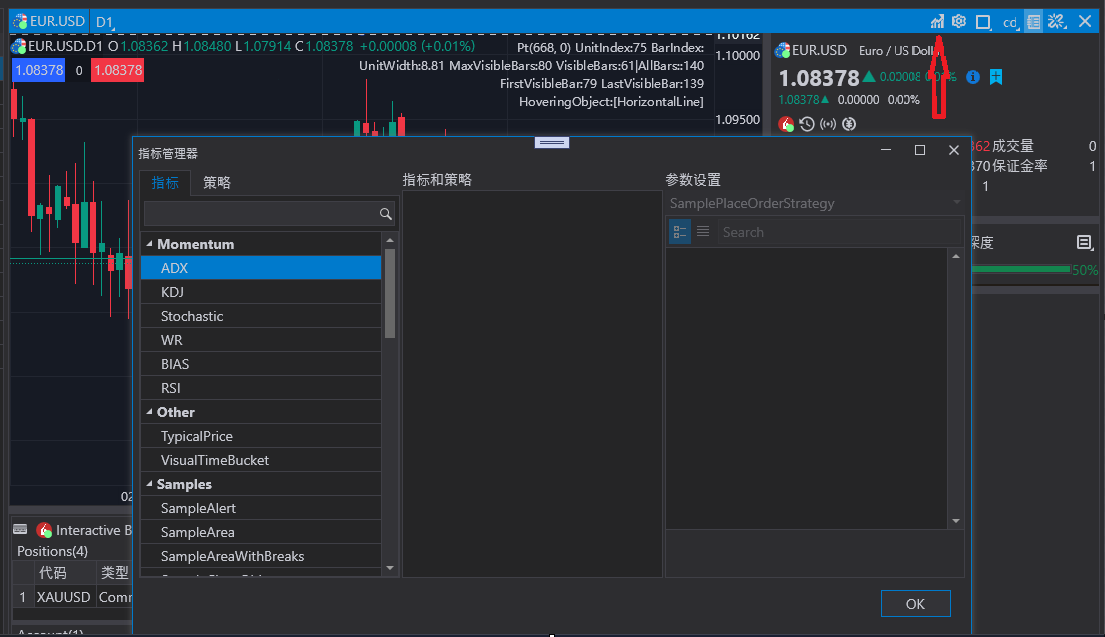 EUR.USD D1
cd
EUR.USD.D1 O 1.08362 H 1.08480 L 1.07914 C 1.08378 +0.00008 (+0.01%)
1.08378 0 1.08378
Pt(668, 0) UnitIndex:75 BarIndex:
UnitWidth:8.81 MaxVisibleBars:80 VisibleBars:61|AllBars::140
FirstVisibleBar:79 LastVisibleBar:139
HoveringObject:[HorizontalLine]
1.10162
1.10000
1.09500
EUR.USD Euro / US Doll
1.08378 0.00008
1.08378 0.00000 0.00%
362 成交量 0
370 保证金率 1
1
深度
50%
指标管理器
指标 策略
Momentum
ADX
KDJ
Stochastic
WR
BIAS
RSI
Other
TypicalPrice
VisualTimeBucket
Samples
SampleAlert
SampleArea
SampleAreaWithBreaks
指标和策略
参数设置
SamplePlaceOrderStrategy
Search
OK
02
Interactive B
Positions(4)
代码 类型
1 XAUUSD Com
Account(1)